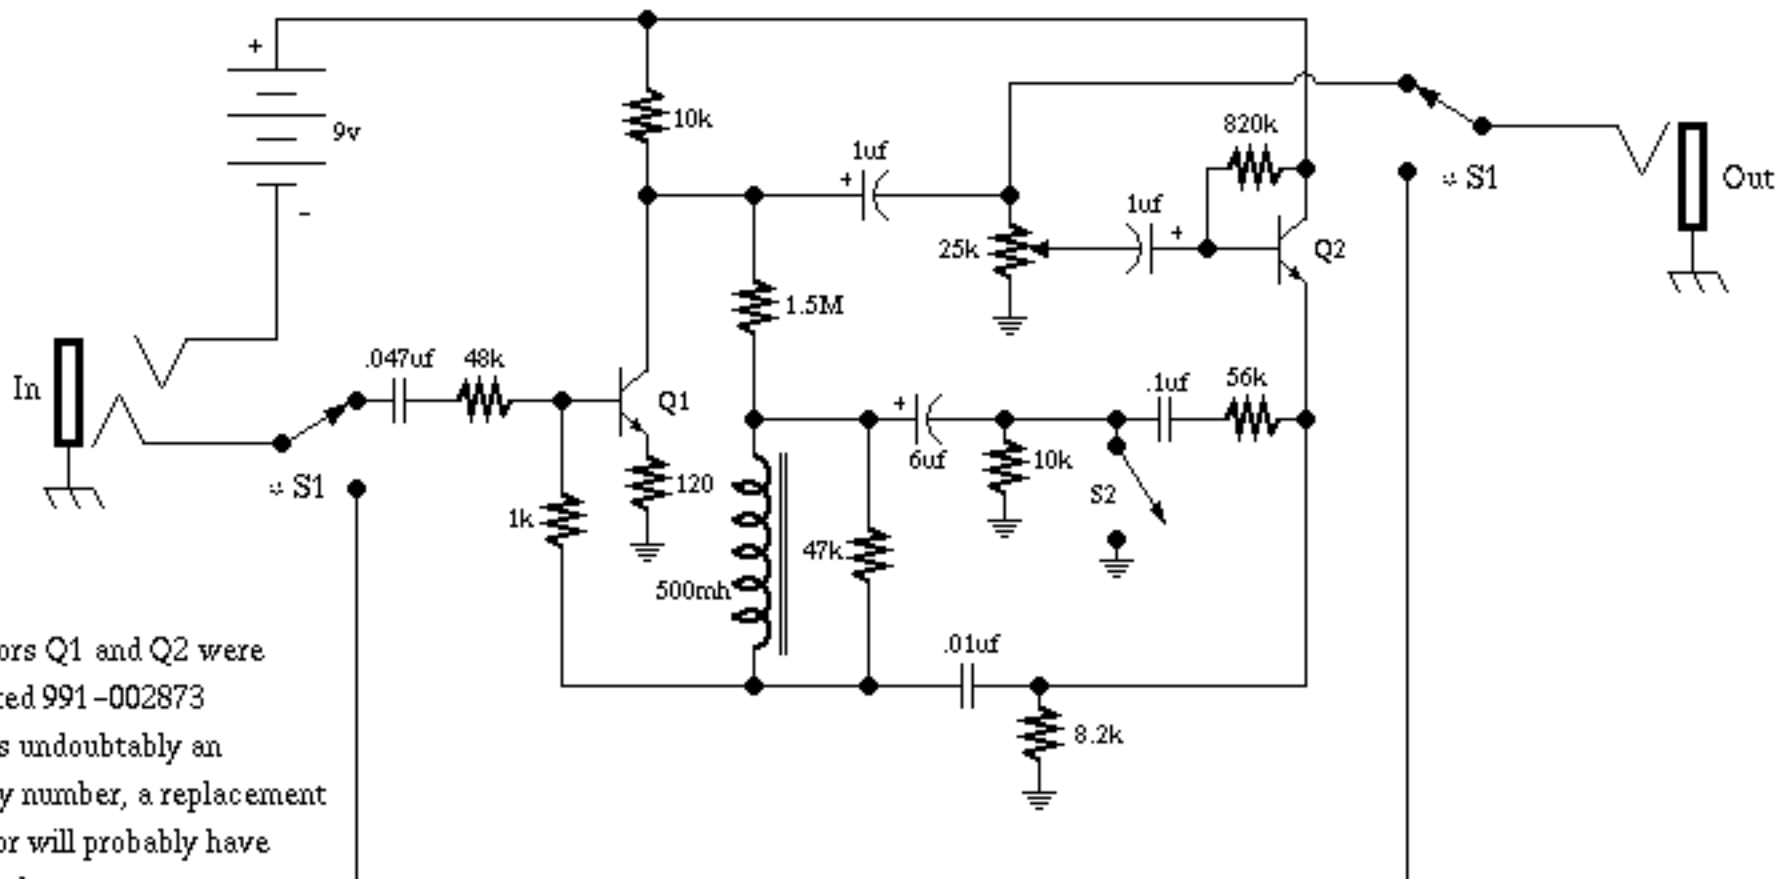 +
9v
-
10k
1uf
+
820k
S1
Out
1uf
+
25k
Q2
1.5M
In
.047uf
48k
Q1
+
6uf
.1uf
56k
10k
S2
S1
120
1k
500mh
47k
.01uf
8.2k
ors Q1 and Q2 were
ted 991-002873
s undoubtably an
y number, a replacement
or will probably have